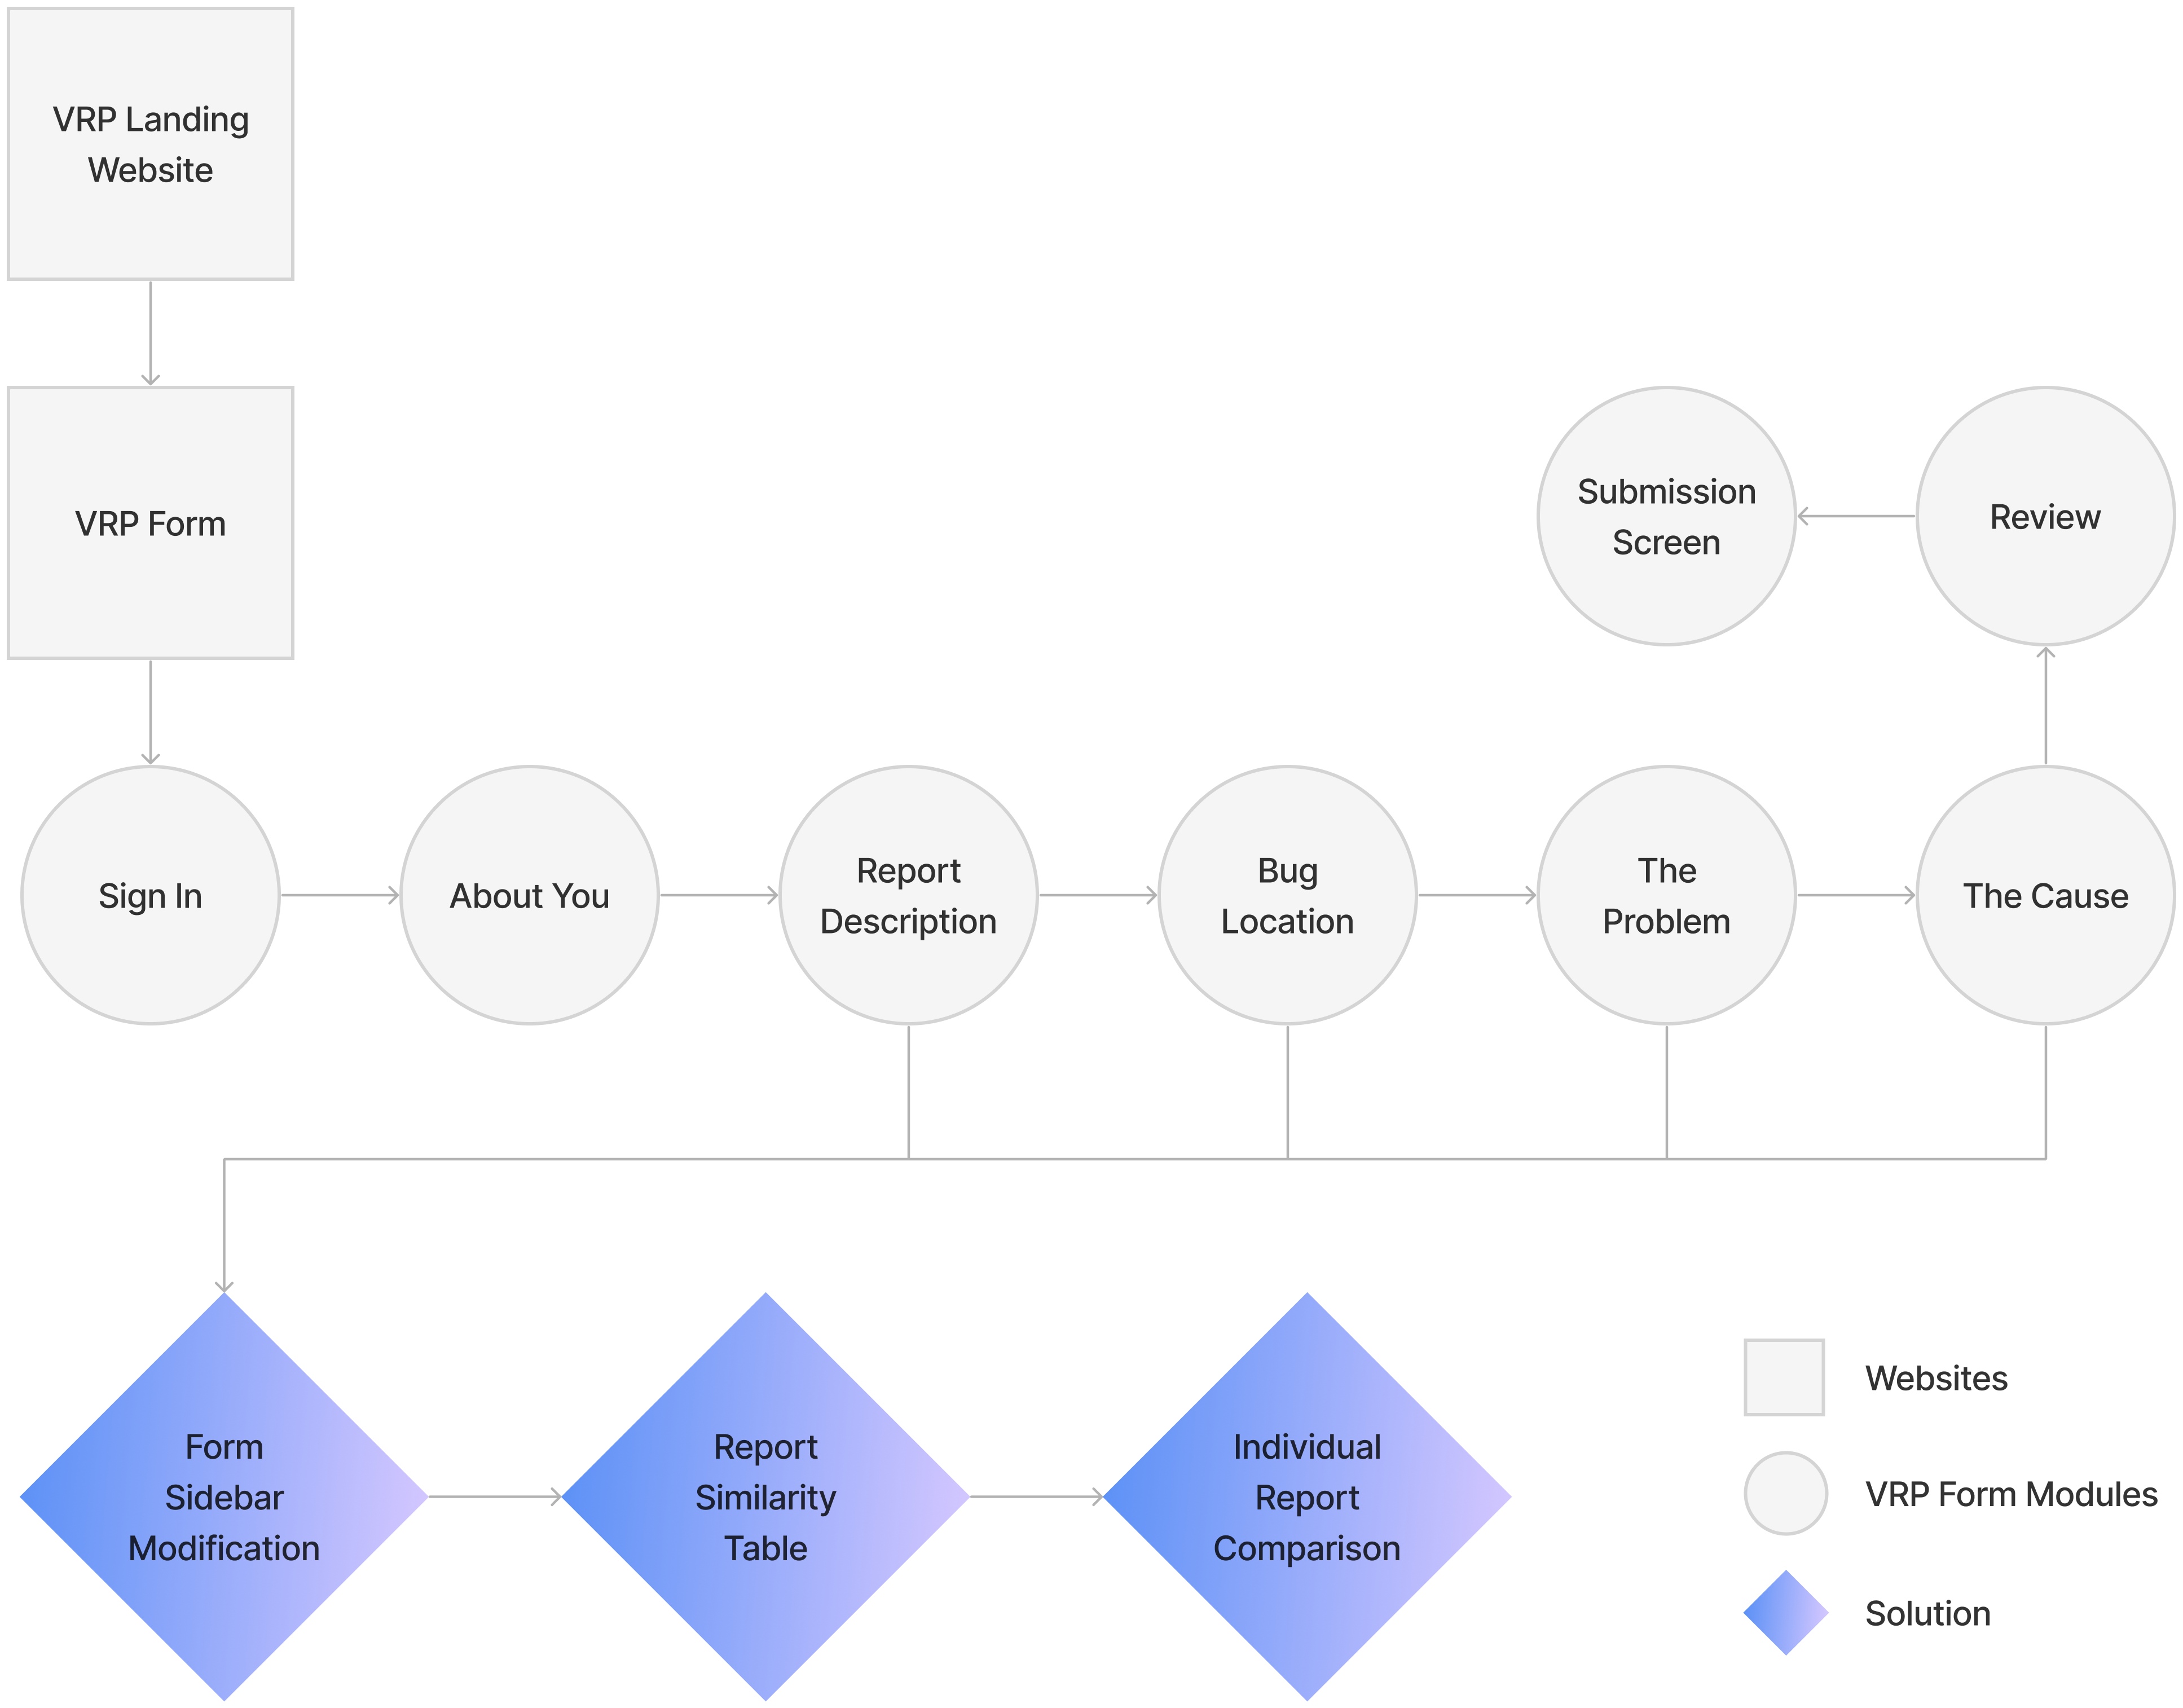 VRP Landing
Website
VRP Form
Submission
Screen
Review
Sign In
About You
Report
Description
Bug
Location
The
Problem
The Cause
Form
Sidebar
Modification
Report
Similarity
Table
Individual
Report
Comparison
Websites
VRP Form Modules
Solution